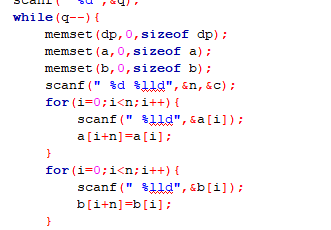 scanf(" %d",&q);
while(q--){
memset(dp,0,sizeof dp);
memset(a,0,sizeof a);
memset(b,0,sizeof b);
scanf(" %d %lld",&n,&c);
for(i=0;i<n;i++){
scanf(" %lld",&a[i]);
a[i+n]=a[i];
}
for(i=0;i<n;i++){
scanf(" %lld",&b[i]);
b[i+n]=b[i];
}